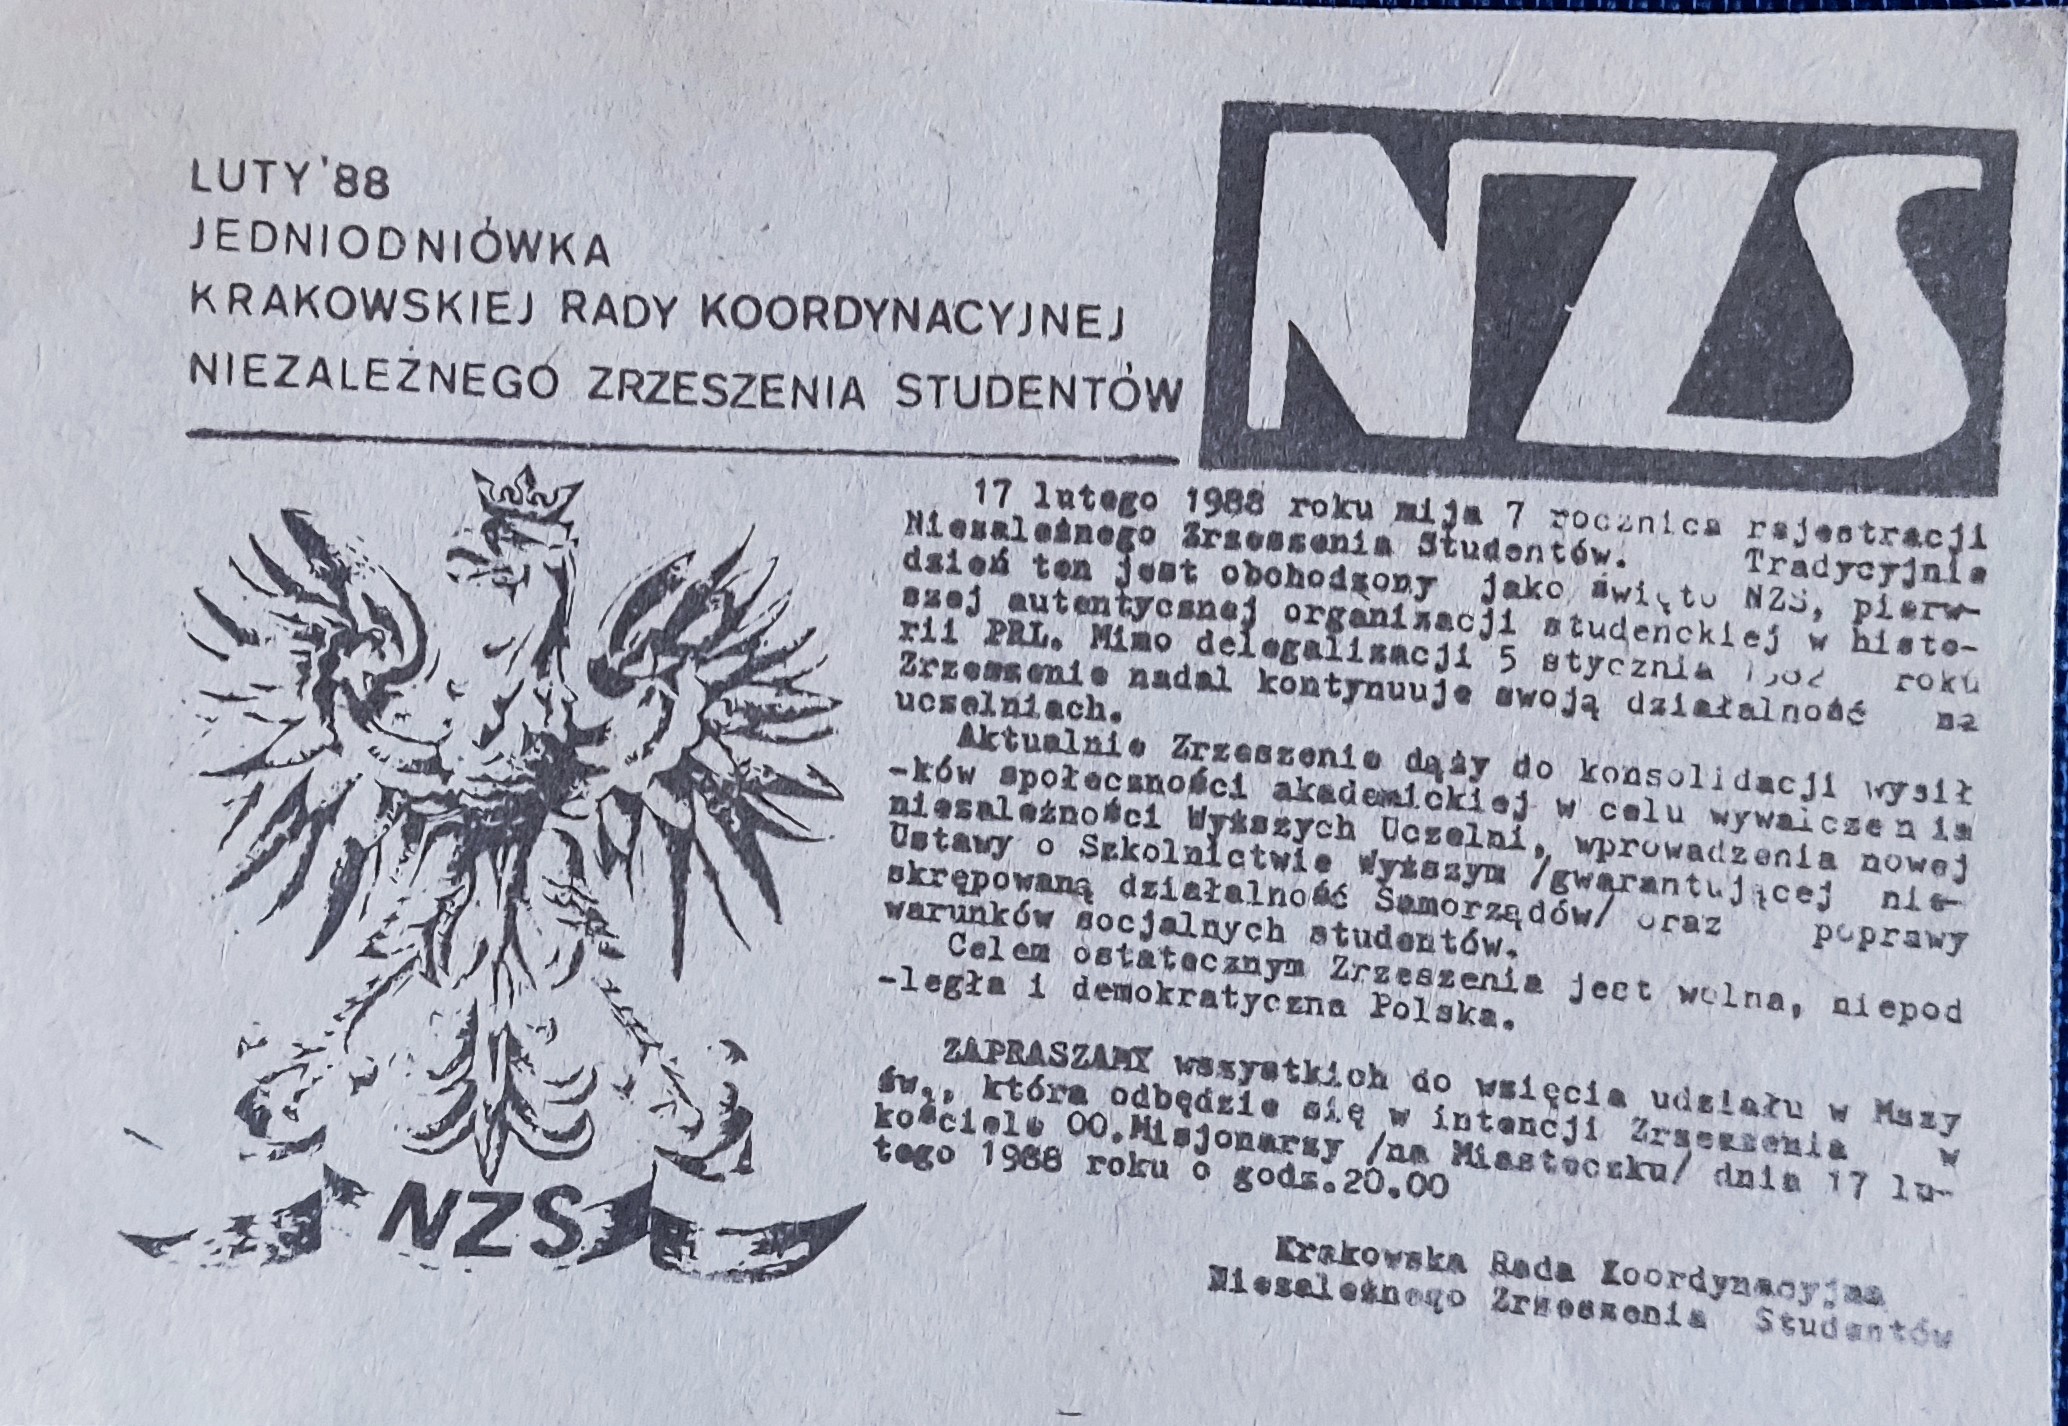 LUTY '88
JEDNIODNIÓWKA
KRAKOWSKIEJ RADY KOORDYNACYJNEJ
NIEZALEŻNEGO ZRZESZENIA STUDENTÓW
NZS
17 lutego 1988 roku mija 7 rocznica rejestracji
Niezależnego Zrzeszenia Studentów. Tradycyjnie
dzień ten jest obchodzony jako święto NZS, pierw-
szej autentycznej organizacji studenckiej w histo-
rii PRL. Mimo delegalizacji 5 stycznia 1982 roku
Zrzeszenie nadal kontynuuje swoją działalność na
uczelniach.
Aktualnie Zrzeszenie dąży do konsolidacji wysił
-ków społeczności akademickiej w celu wywalczenia
niezależności Wyższych Uczelni, wprowadzenia nowej
Ustawy o Szkolnictwie Wyższym /gwarantującej nie-
skrępowaną działalność Samorządów/ oraz poprawy
warunków socjalnych studentów.
Celem ostatecznym Zrzeszenia jest wolna, niepod
-legła i demokratyczna Polska.
ZAPRASZAMY wszystkich do wzięcia udziału w Mszy
św., która odbędzie się w intencji Zrzeszenia w
kościele OO.Misjonarzy /na Miasteczku/ dnia 17 lu-
tego 1988 roku o godz.20.00
Krakowska Rada Koordynacyjna
Niezależnego Zrzeszenia Studentów
NZS